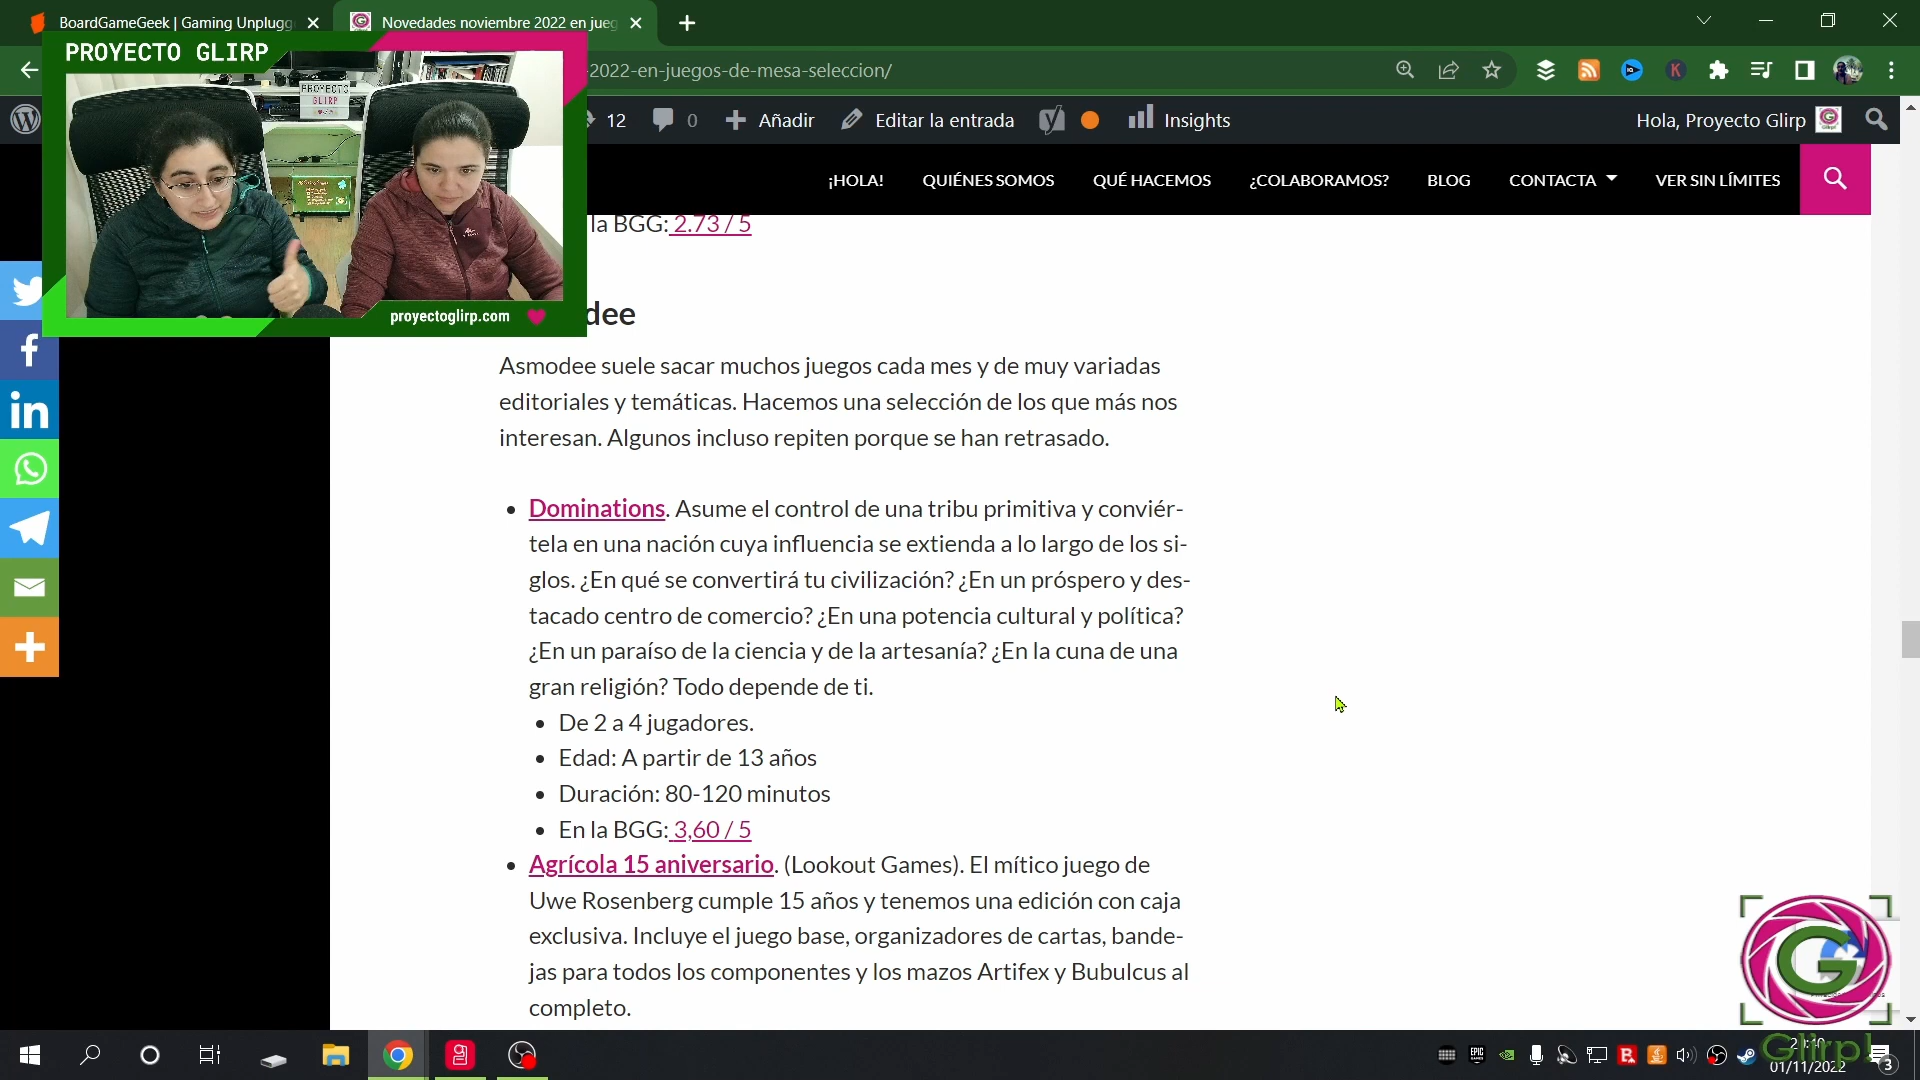 BoardGameGeek | Gaming Unplugg
Novedades noviembre 2022 en jueg
PROYECTO GLIRP
2022-en-juegos-de-mesa-seleccion/
PROYECTO
GLIRP
12
0
Añadir
Editar la entrada
Insights
Hola, Proyecto Glirp
¡HOLA!
QUIÉNES SOMOS
QUÉ HACEMOS
¿COLABORAMOS?
BLOG
CONTACTA
VER SIN LÍMITES
la BGG: 2.73 / 5
proyectoglirp.com
dee
Asmodee suele sacar muchos juegos cada mes y de muy variadas
editoriales y temáticas. Hacemos una selección de los que más nos
interesan. Algunos incluso repiten porque se han retrasado.
Dominations. Asume el control de una tribu primitiva y conviér-
tela en una nación cuya influencia se extienda a lo largo de los si-
glos. ¿En qué se convertirá tu civilización? ¿En un próspero y des-
tacado centro de comercio? ¿En una potencia cultural y política?
¿En un paraíso de la ciencia y de la artesanía? ¿En la cuna de una
gran religión? Todo depende de ti.
De 2 a 4 jugadores.
Edad: A partir de 13 años
Duración: 80-120 minutos
En la BGG: 3,60 / 5
Agrícola 15 aniversario. (Lookout Games). El mítico juego de
Uwe Rosenberg cumple 15 años y tenemos una edición con caja
exclusiva. Incluye el juego base, organizadores de cartas, bande-
jas para todos los componentes y los mazos Artifex y Bubulcus al
completo.
G
Glirp!
01/11/2022
3